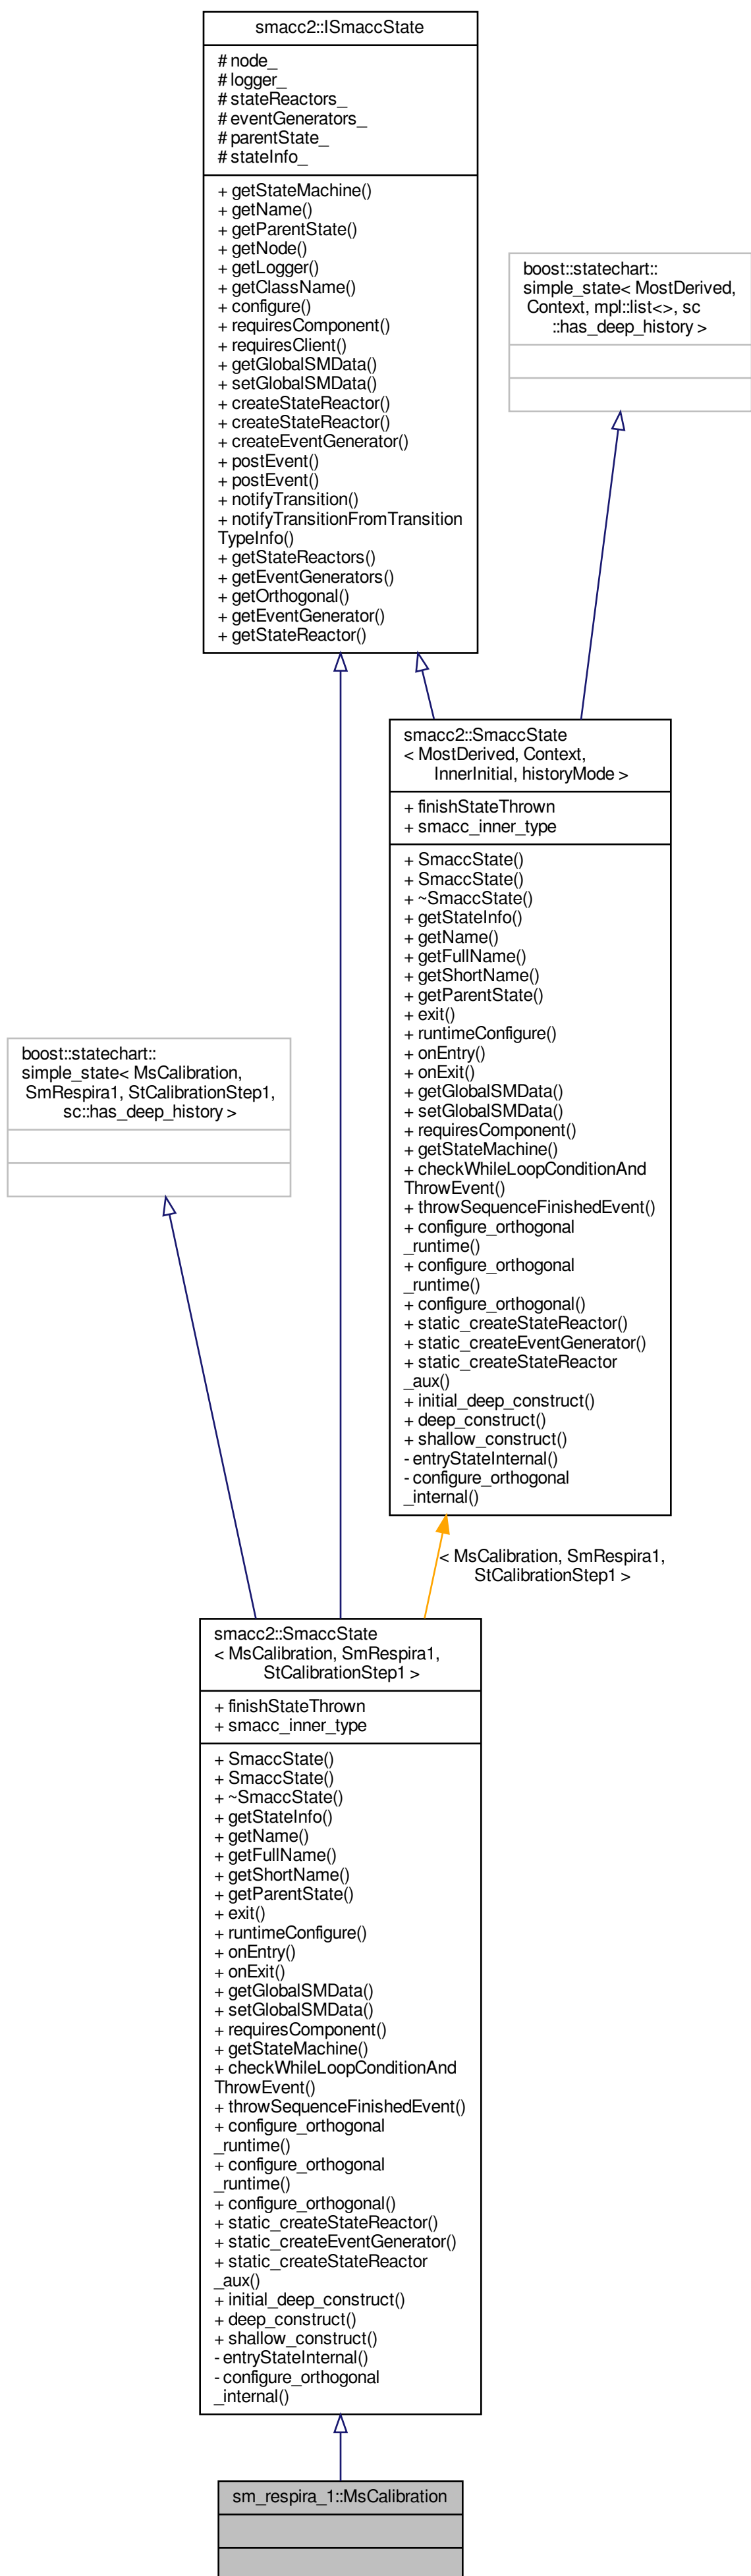 smacc2::ISmaccState
# node_
# logger_
# stateReactors_
# eventGenerators_
# parentState_
# stateInfo_
+ getStateMachine()
+ getName()
+ getParentState()
+ getNode()
+ getLogger()
+ getClassName()
+ configure()
+ requiresComponent()
+ requiresClient()
+ getGlobalSMData()
+ setGlobalSMData()
+ createStateReactor()
+ createStateReactor()
+ createEventGenerator()
+ postEvent()
+ postEvent()
+ notifyTransition()
+ notifyTransitionFromTransition
TypeInfo()
+ getStateReactors()
+ getEventGenerators()
+ getOrthogonal()
+ getEventGenerator()
+ getStateReactor()
boost::statechart::
simple_state< MostDerived,
Context, mpl::list<>, sc
::has_deep_history >
smacc2::SmaccState
< MostDerived, Context,
InnerInitial, historyMode >
+ finishStateThrown
+ smacc_inner_type
+ SmaccState()
+ SmaccState()
+ ~SmaccState()
+ getStateInfo()
+ getName()
+ getFullName()
+ getShortName()
+ getParentState()
+ exit()
+ runtimeConfigure()
+ onEntry()
+ onExit()
+ getGlobalSMData()
+ setGlobalSMData()
+ requiresComponent()
+ getStateMachine()
+ checkWhileLoopConditionAnd
ThrowEvent()
+ throwSequenceFinishedEvent()
+ configure_orthogonal
_runtime()
+ configure_orthogonal
_runtime()
+ configure_orthogonal()
+ static_createStateReactor()
+ static_createEventGenerator()
+ static_createStateReactor
_aux()
+ initial_deep_construct()
+ deep_construct()
+ shallow_construct()
- entryStateInternal()
- configure_orthogonal
_internal()
boost::statechart::
simple_state< MsCalibration,
SmRespira1, StCalibrationStep1,
sc::has_deep_history >
< MsCalibration, SmRespira1,
StCalibrationStep1 >
smacc2::SmaccState
< MsCalibration, SmRespira1,
StCalibrationStep1 >
+ finishStateThrown
+ smacc_inner_type
+ SmaccState()
+ SmaccState()
+ ~SmaccState()
+ getStateInfo()
+ getName()
+ getFullName()
+ getShortName()
+ getParentState()
+ exit()
+ runtimeConfigure()
+ onEntry()
+ onExit()
+ getGlobalSMData()
+ setGlobalSMData()
+ requiresComponent()
+ getStateMachine()
+ checkWhileLoopConditionAnd
ThrowEvent()
+ throwSequenceFinishedEvent()
+ configure_orthogonal
_runtime()
+ configure_orthogonal
_runtime()
+ configure_orthogonal()
+ static_createStateReactor()
+ static_createEventGenerator()
+ static_createStateReactor
_aux()
+ initial_deep_construct()
+ deep_construct()
+ shallow_construct()
- entryStateInternal()
- configure_orthogonal
_internal()
sm_respira_1::MsCalibration